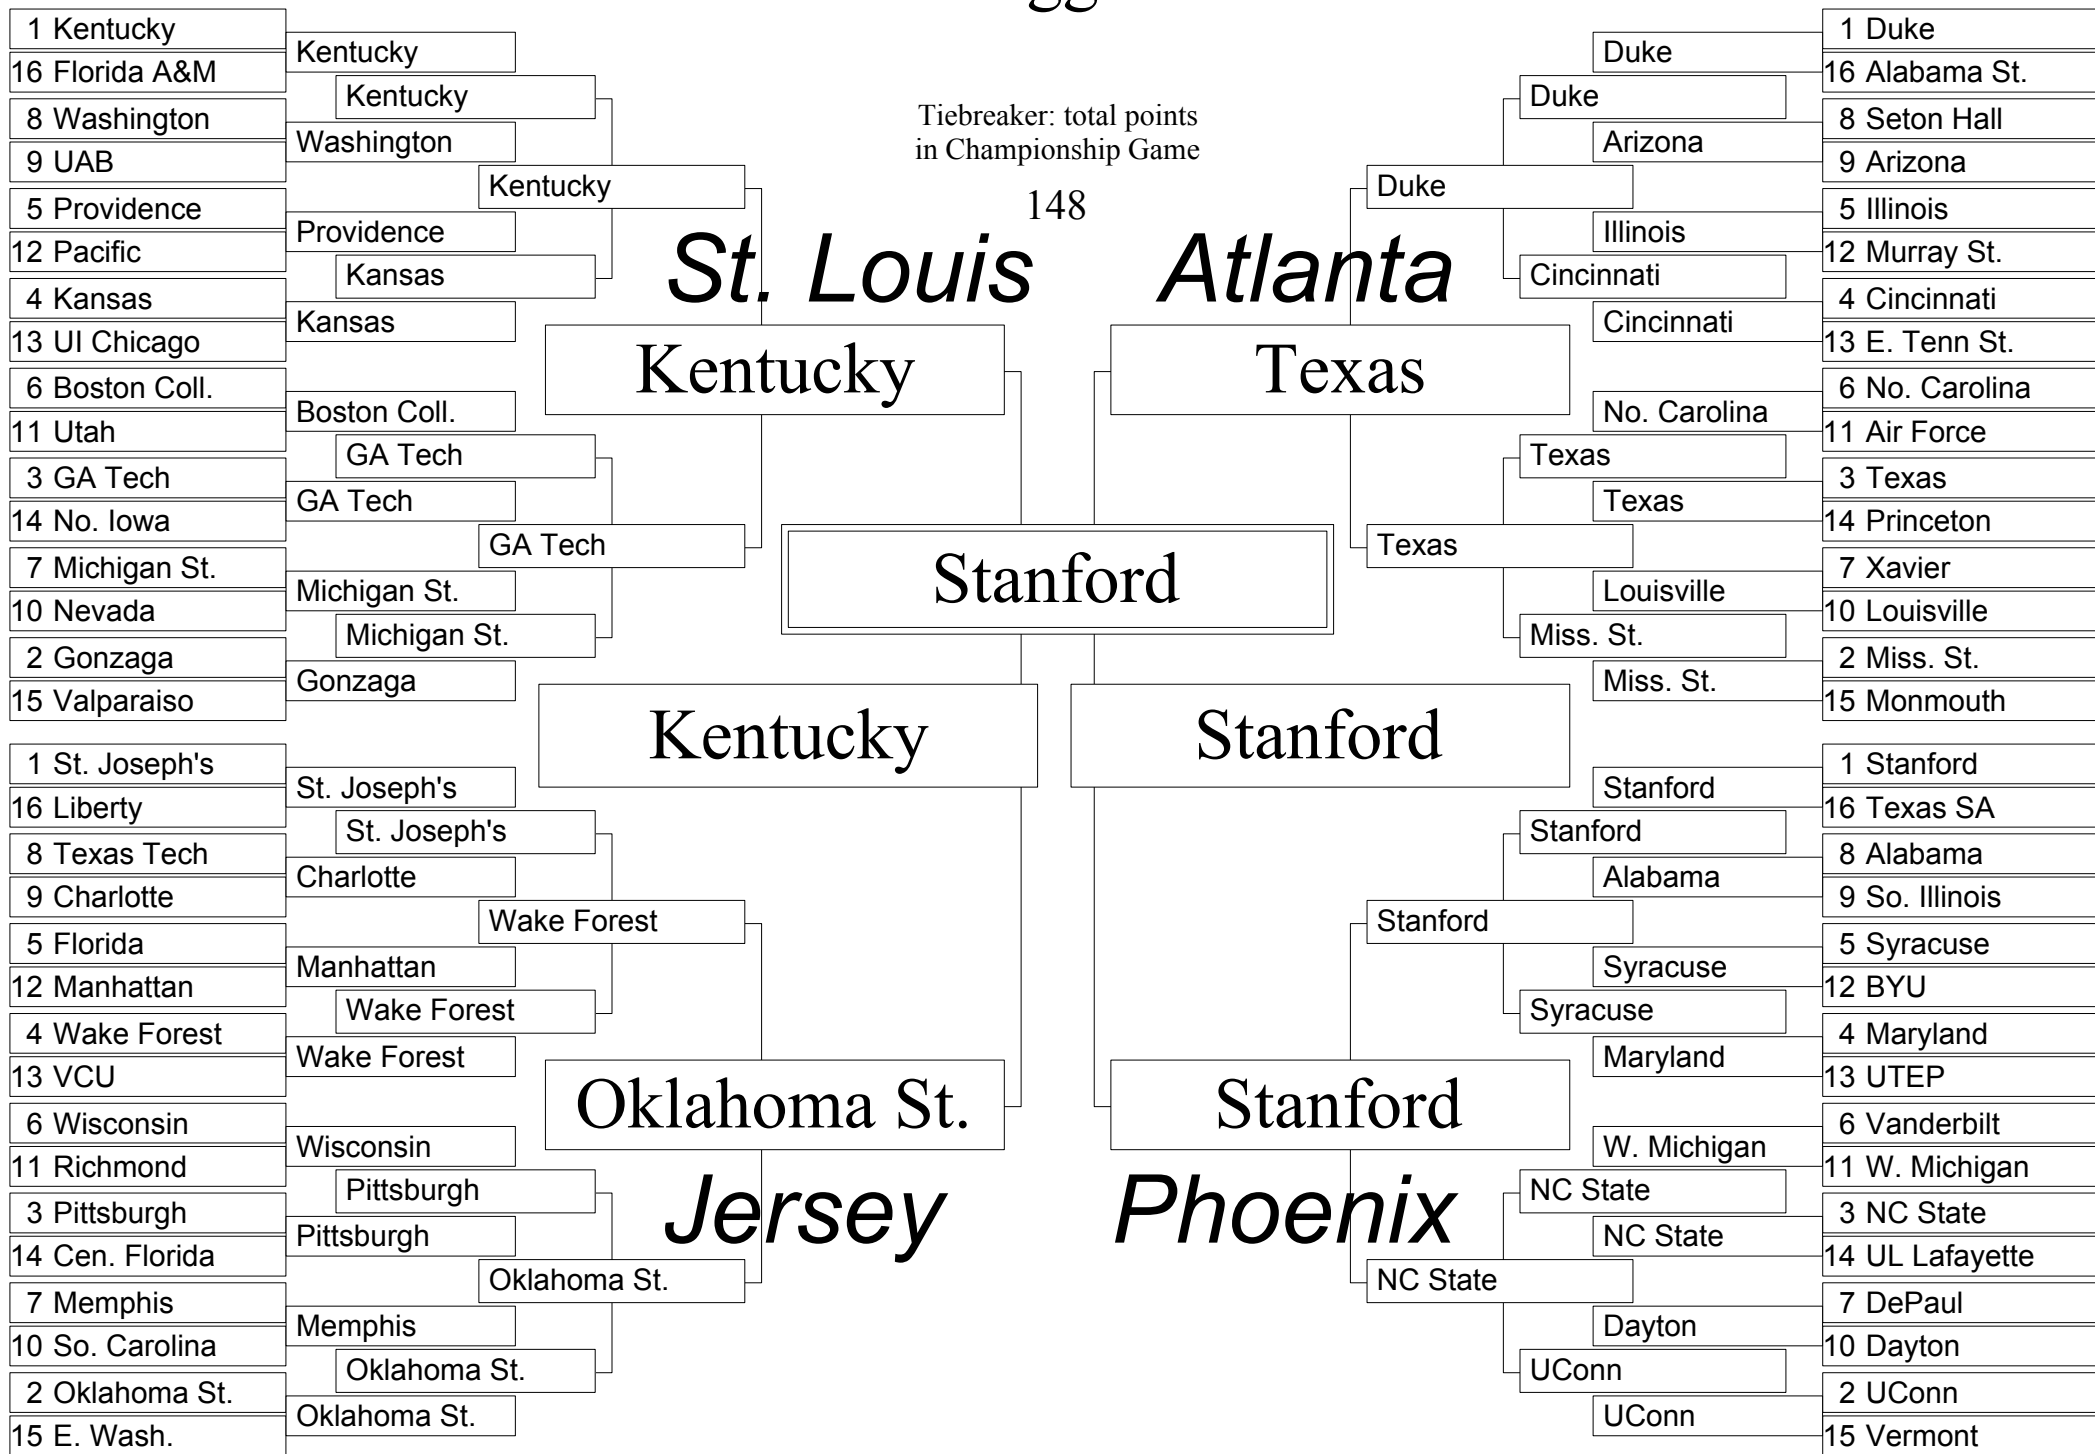 1 Kentucky
16 Florida A&M
8 Washington
9 UAB
5 Providence
12 Pacific
4 Kansas
13 UI Chicago
6 Boston Coll.
11 Utah
3 GA Tech
14 No. Iowa
7 Michigan St.
10 Nevada
2 Gonzaga
15 Valparaiso
1 St. Joseph's
16 Liberty
8 Texas Tech
9 Charlotte
5 Florida
12 Manhattan
4 Wake Forest
13 VCU
6 Wisconsin
11 Richmond
3 Pittsburgh
14 Cen. Florida
7 Memphis
10 So. Carolina
2 Oklahoma St.
15 E. Wash.
Kentucky
Washington
Providence
Kansas
Boston Coll.
GA Tech
Michigan St.
Gonzaga
St. Joseph's
Charlotte
Manhattan
Wake Forest
Wisconsin
Pittsburgh
Memphis
Oklahoma St.
Kentucky
Kansas
GA Tech
Michigan St.
St. Joseph's
Wake Forest
Pittsburgh
Oklahoma St.
Kentucky
GA Tech
Wake Forest
Oklahoma St.
Tiebreaker: total points
in Championship Game
148
St. Louis
Atlanta
Kentucky
Texas
Stanford
Kentucky
Stanford
Oklahoma St.
Stanford
Jersey
Phoenix
Duke
Texas
Stanford
NC State
Duke
Cincinnati
Texas
Miss. St.
Stanford
Syracuse
NC State
UConn
Duke
Arizona
Illinois
Cincinnati
No. Carolina
Texas
Louisville
Miss. St.
Stanford
Alabama
Syracuse
Maryland
W. Michigan
NC State
Dayton
UConn
1 Duke
16 Alabama St.
8 Seton Hall
9 Arizona
5 Illinois
12 Murray St.
4 Cincinnati
13 E. Tenn St.
6 No. Carolina
11 Air Force
3 Texas
14 Princeton
7 Xavier
10 Louisville
2 Miss. St.
15 Monmouth
1 Stanford
16 Texas SA
8 Alabama
9 So. Illinois
5 Syracuse
12 BYU
4 Maryland
13 UTEP
6 Vanderbilt
11 W. Michigan
3 NC State
14 UL Lafayette
7 DePaul
10 Dayton
2 UConn
15 Vermont